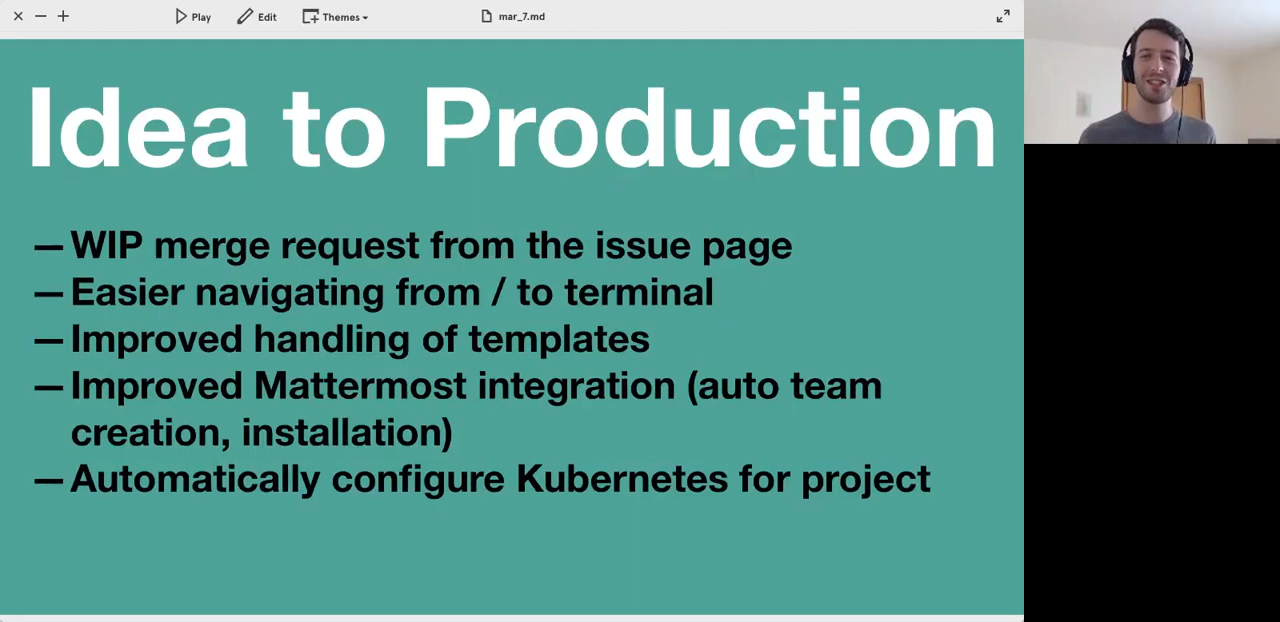 Play Edit Themes mar_7.md
Idea to Production
— WIP merge request from the issue page
— Easier navigating from / to terminal
— Improved handling of templates
— Improved Mattermost integration (auto team
creation, installation)
— Automatically configure Kubernetes for project